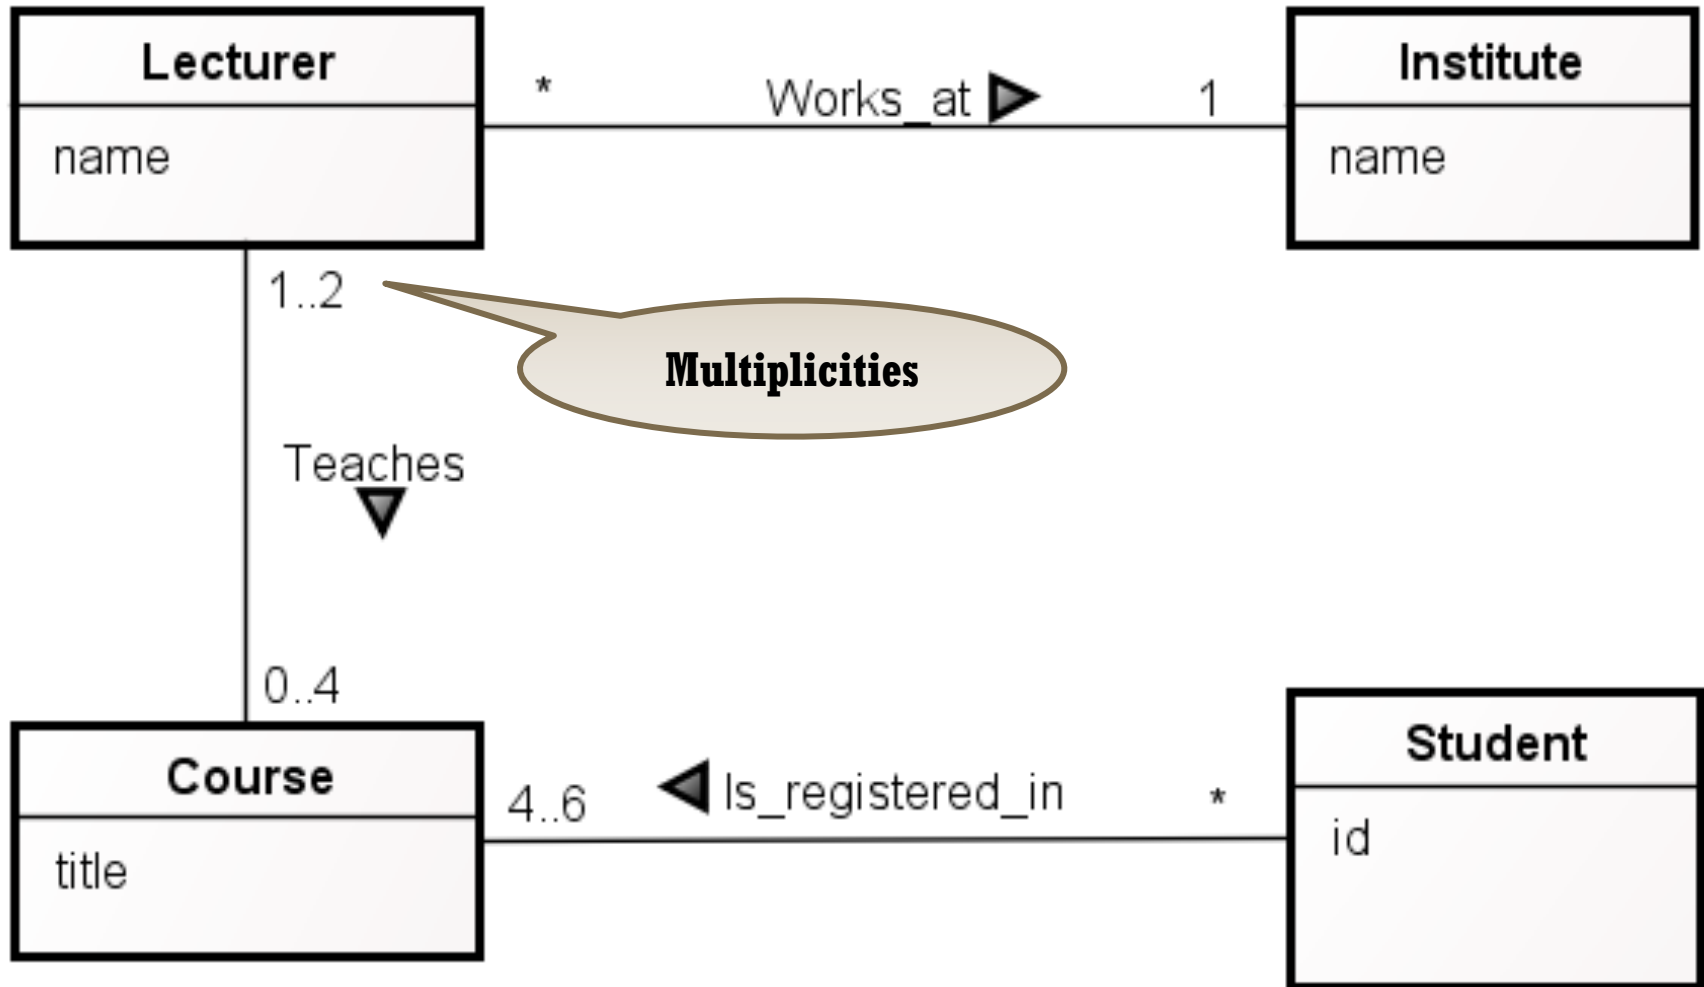 Lecturer
name
* Works_at 1
Institute
name
1..2
Multiplicities
Teaches
0..4
Course
title
4..6 Is_registered_in *
Student
id